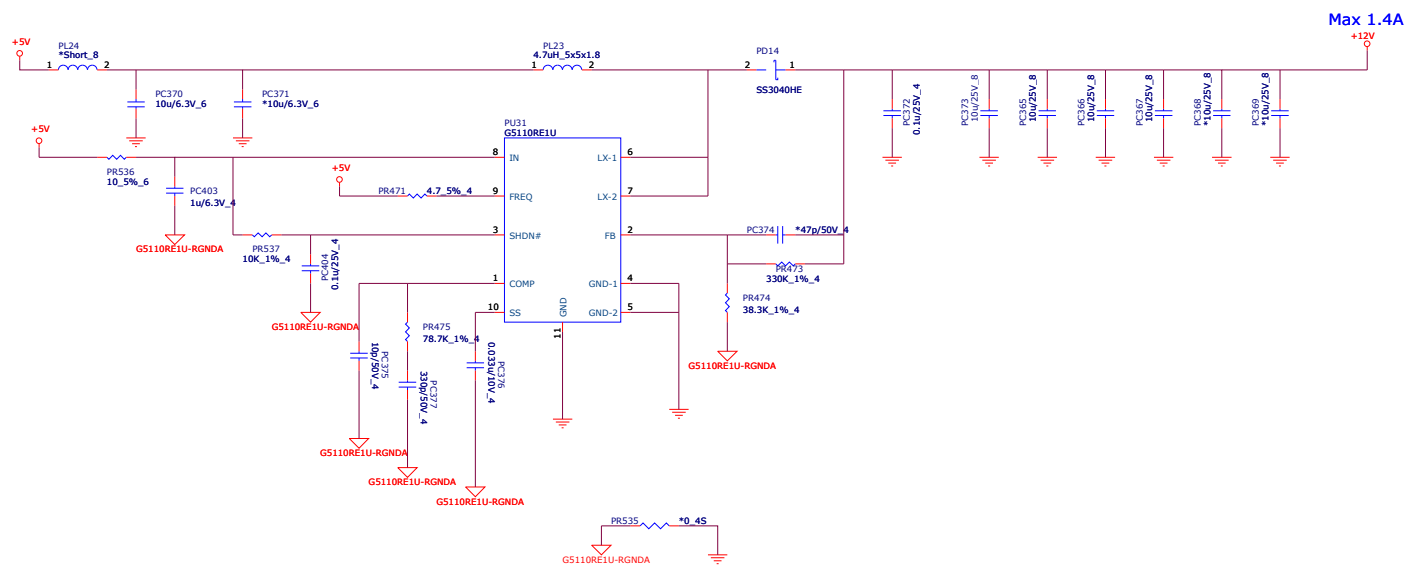 Max 1.4A
+5V
PL24
*Short_8
1
2
PL23
4.7uH_5x5x1.8
1
2
PD14
2
1
SS3040HE
+12V
PC370
10u/6.3V_6
PC371
*10u/6.3V_6
PC372
0.1u/25V_4
PC373
10u/25V_8
PC365
10u/25V_8
PC366
10u/25V_8
PC367
10u/25V_8
PC368
*10u/25V_8
PC369
*10u/25V_8
+5V
PR536
10_5%_6
PC403
1u/6.3V_4
G5110RE1U-RGNDA
+5V
PR471
4.7_5%_4
PR537
10K_1%_4
PC404
0.1u/25V_4
G5110RE1U-RGNDA
PU31
G5110RE1U
8
IN
9
FREQ
3
SHDN#
1
COMP
10
SS
LX-1
6
LX-2
7
FB
2
GND-1
4
GND-2
5
GND
11
PC374
*47p/50V_4
PR473
330K_1%_4
PR474
38.3K_1%_4
G5110RE1U-RGNDA
PC375
10p/50V_4
G5110RE1U-RGNDA
PR475
78.7K_1%_4
PC377
330p/50V_4
G5110RE1U-RGNDA
PC376
0.033u/10V_4
G5110RE1U-RGNDA
PR535
*0_4S
G5110RE1U-RGNDA